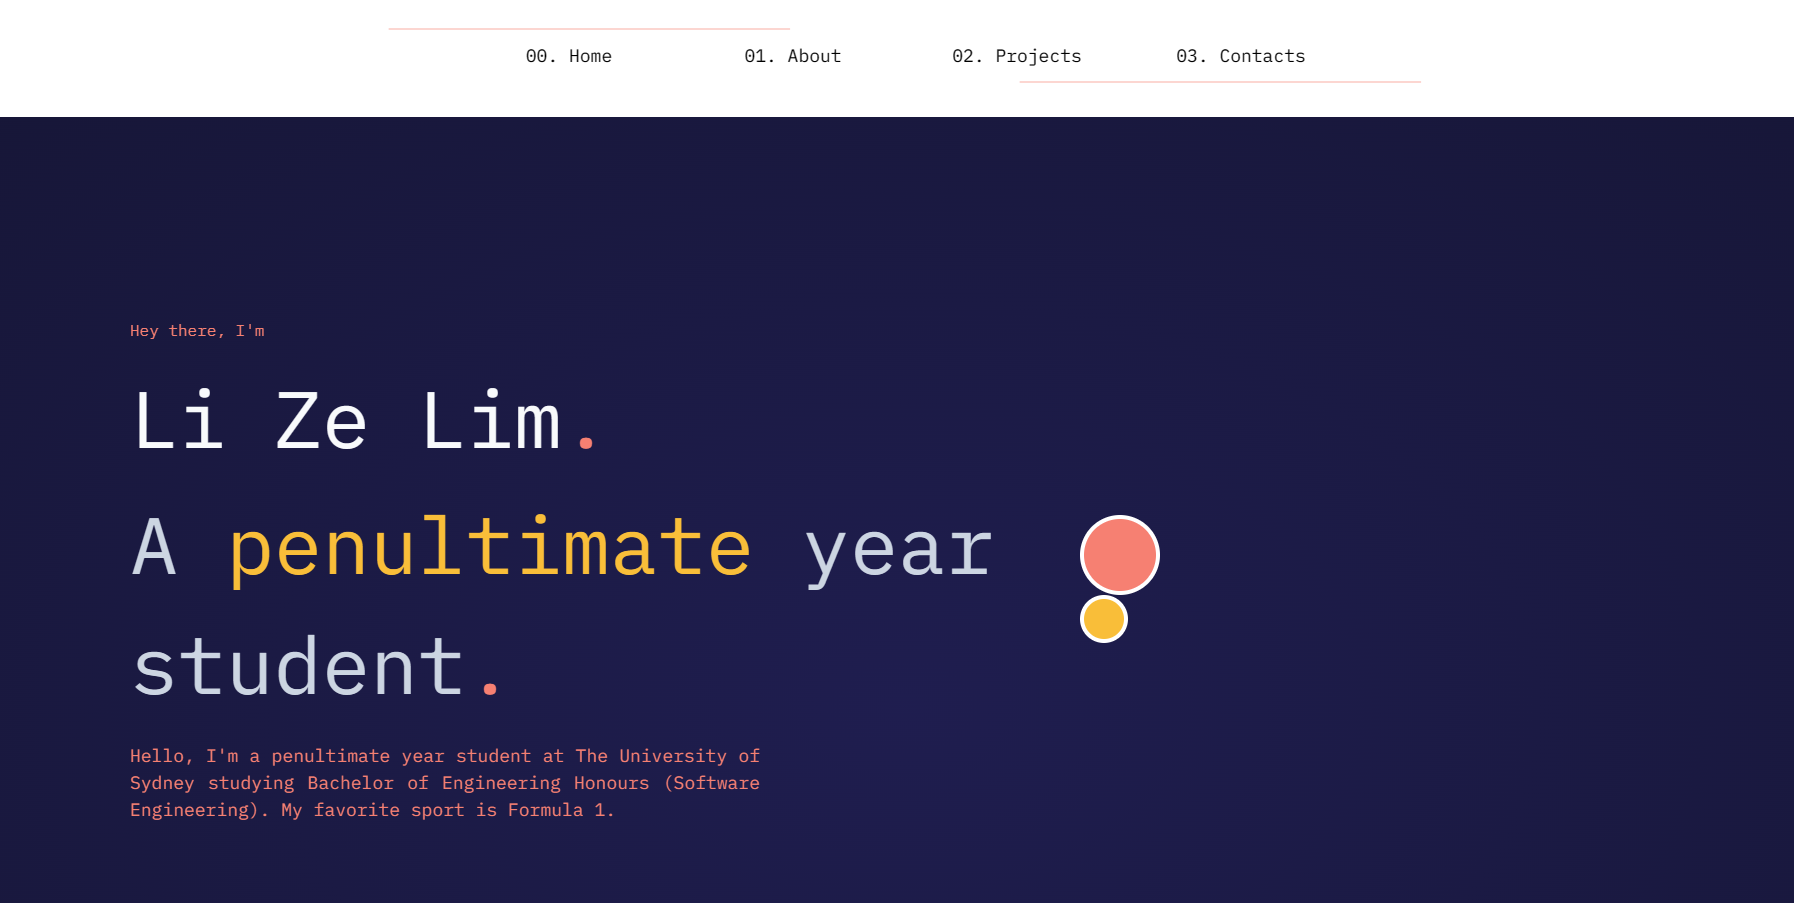 00. Home 01. About 02. Projects 03. Contacts
Hey there, I'm
Li Ze Lim.
A penultimate year
student.
Hello, I'm a penultimate year student at The University of
Sydney studying Bachelor of Engineering Honours (Software
Engineering). My favorite sport is Formula 1.